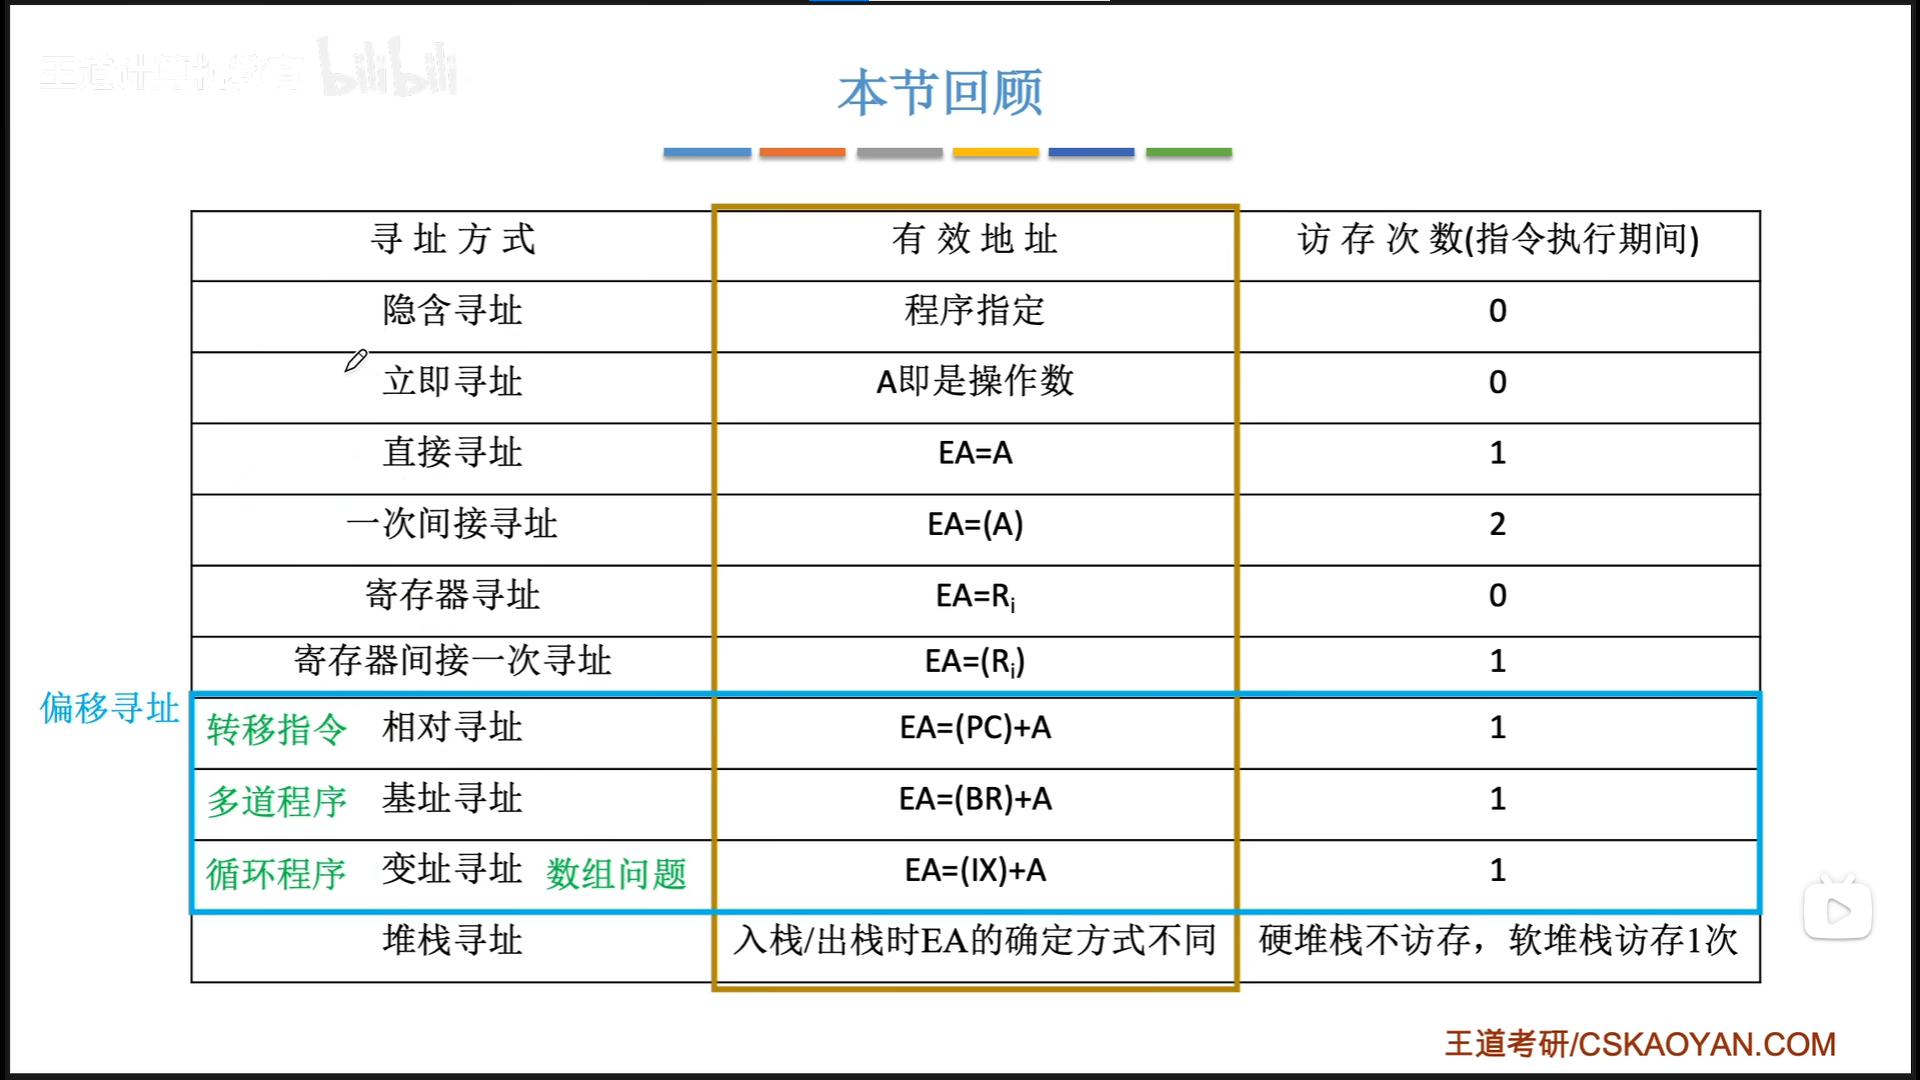 王道计算机教育 bilibili
本节回顾
寻址方式 有效地址 访存次数(指令执行期间)
隐含寻址 程序指定 0
立即寻址 A即是操作数 0
直接寻址 EA=A 1
一次间接寻址 EA=(A) 2
寄存器寻址 EA=Ri 0
寄存器间接一次寻址 EA=(Ri) 1
偏移寻址
转移指令 相对寻址 EA=(PC)+A 1
多道程序 基址寻址 EA=(BR)+A 1
循环程序 变址寻址 数组问题 EA=(IX)+A 1
堆栈寻址 入栈/出栈时EA的确定方式不同 硬堆栈不访存，软堆栈访存1次
王道考研/CSKAOYAN.COM